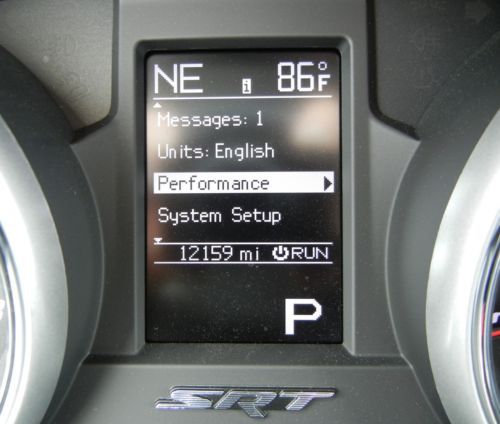 NE i 86°F
Messages: 1
Units: English
Performance
System Setup
12159 mi RUN
P
SRT